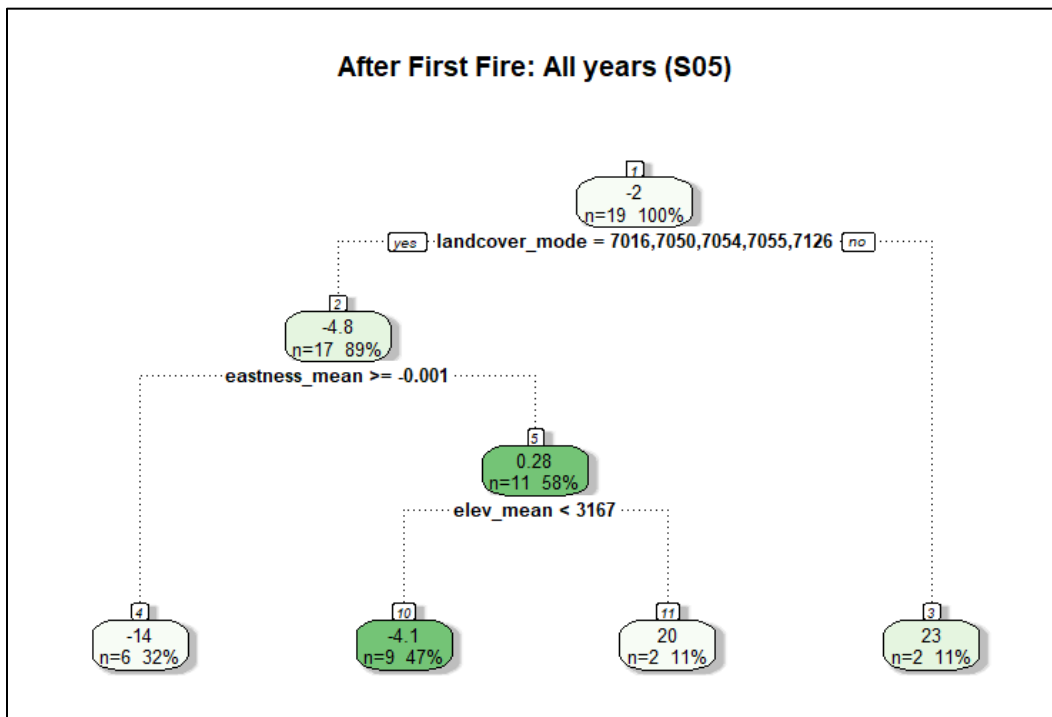 After First Fire: All years (S05)
1
-2
n=19 100%
yes landcover_mode = 7016,7050,7054,7055,7126 no
2
-4.8
n=17 89%
eastness_mean >= -0.001
5
0.28
n=11 58%
elev_mean < 3167
4
-14
n=6 32%
10
-4.1
n=9 47%
11
20
n=2 11%
3
23
n=2 11%